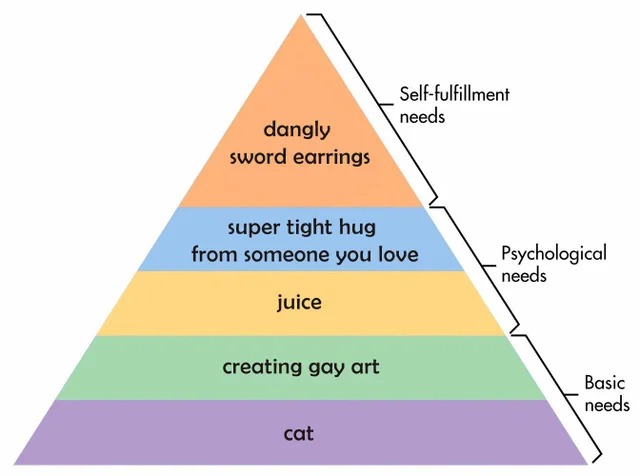 dangly
sword earrings
Self-fulfillment
needs
super tight hug
from someone you love
Psychological
needs
juice
creating gay art
Basic
needs
cat